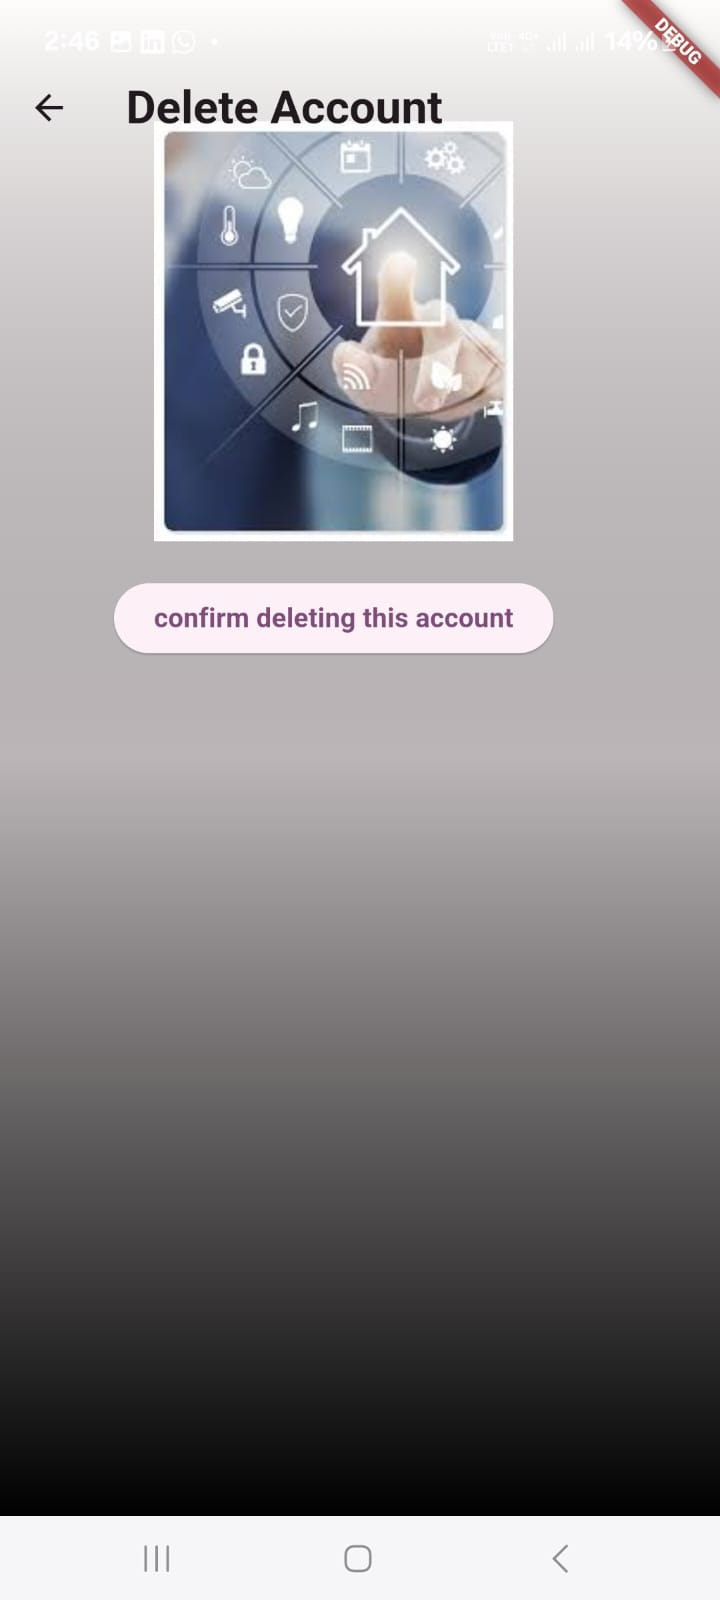 2:46
14%
DEBUG
Delete Account
confirm deleting this account